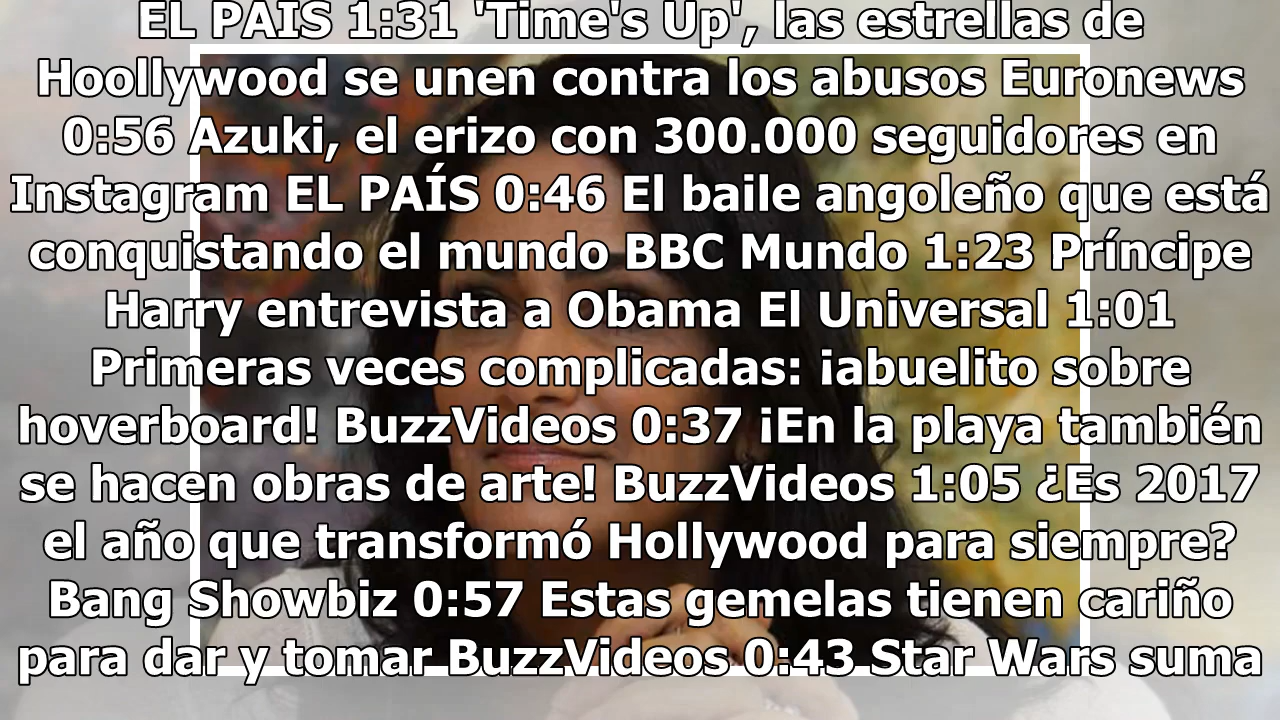 EL PAÍS 1:31 'Time's Up', las estrellas de
Hoollywood se unen contra los abusos Euronews
0:56 Azuki, el erizo con 300.000 seguidores en
Instagram EL PAÍS 0:46 El baile angoleño que está
conquistando el mundo BBC Mundo 1:23 Príncipe
Harry entrevista a Obama El Universal 1:01
Primeras veces complicadas: ¡abuelito sobre
hoverboard! BuzzVideos 0:37 ¡En la playa también
se hacen obras de arte! BuzzVideos 1:05 ¿Es 2017
el año que transformó Hollywood para siempre?
Bang Showbiz 0:57 Estas gemelas tienen cariño
para dar y tomar BuzzVideos 0:43 Star Wars suma